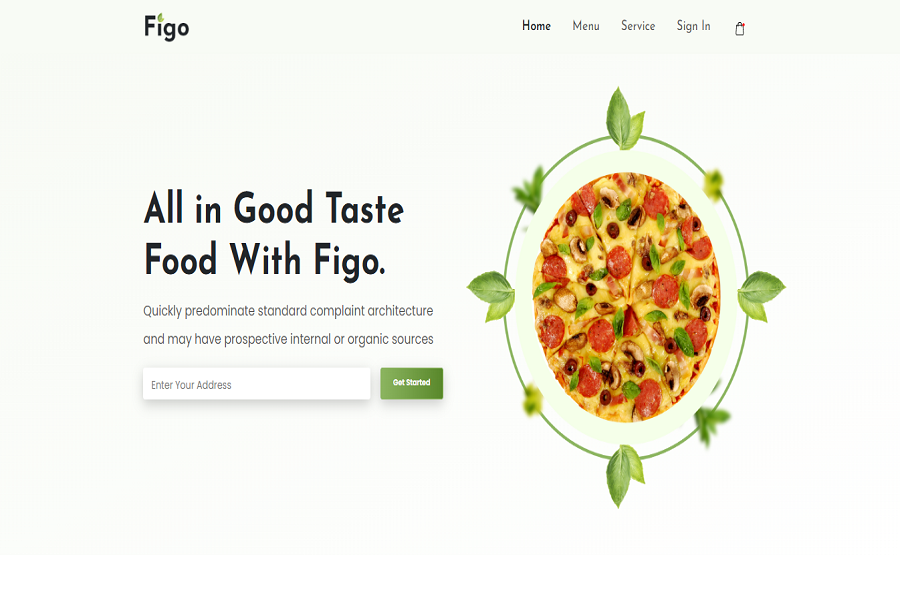 Figo
Home Menu Service Sign In
All in Good Taste
Food With Figo.
Quickly predominate standard complaint architecture
and may have prospective internal or organic sources
Enter Your Address
Get Started